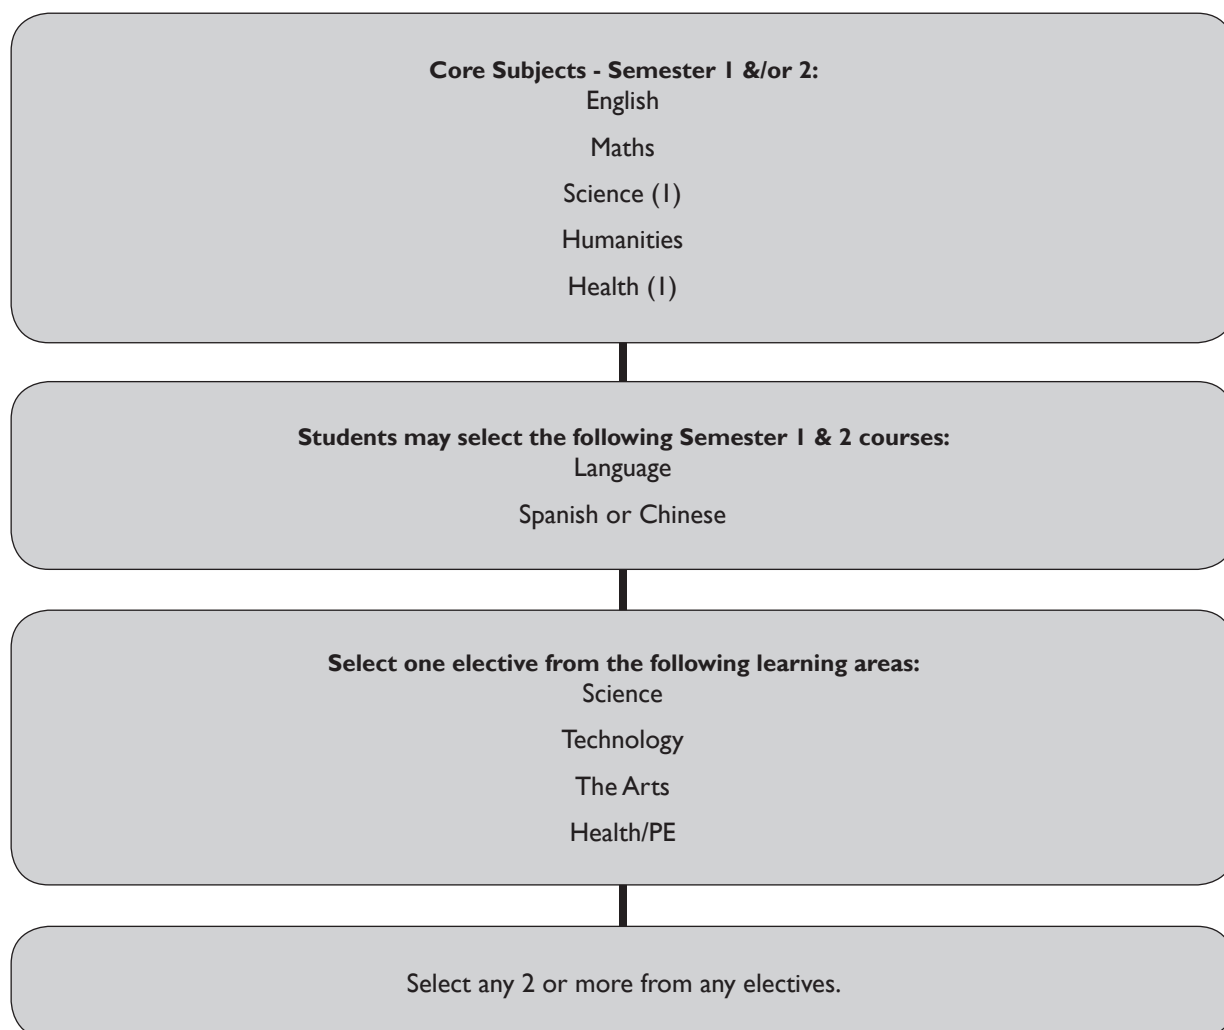 Core Subjects - Semester 1 &/or 2:
English
Maths
Science (1)
Humanities
Health (1)
Students may select the following Semester 1 & 2 courses:
Language
Spanish or Chinese
Select one elective from the following learning areas:
Science
Technology
The Arts
Health/PE
Select any 2 or more from any electives.